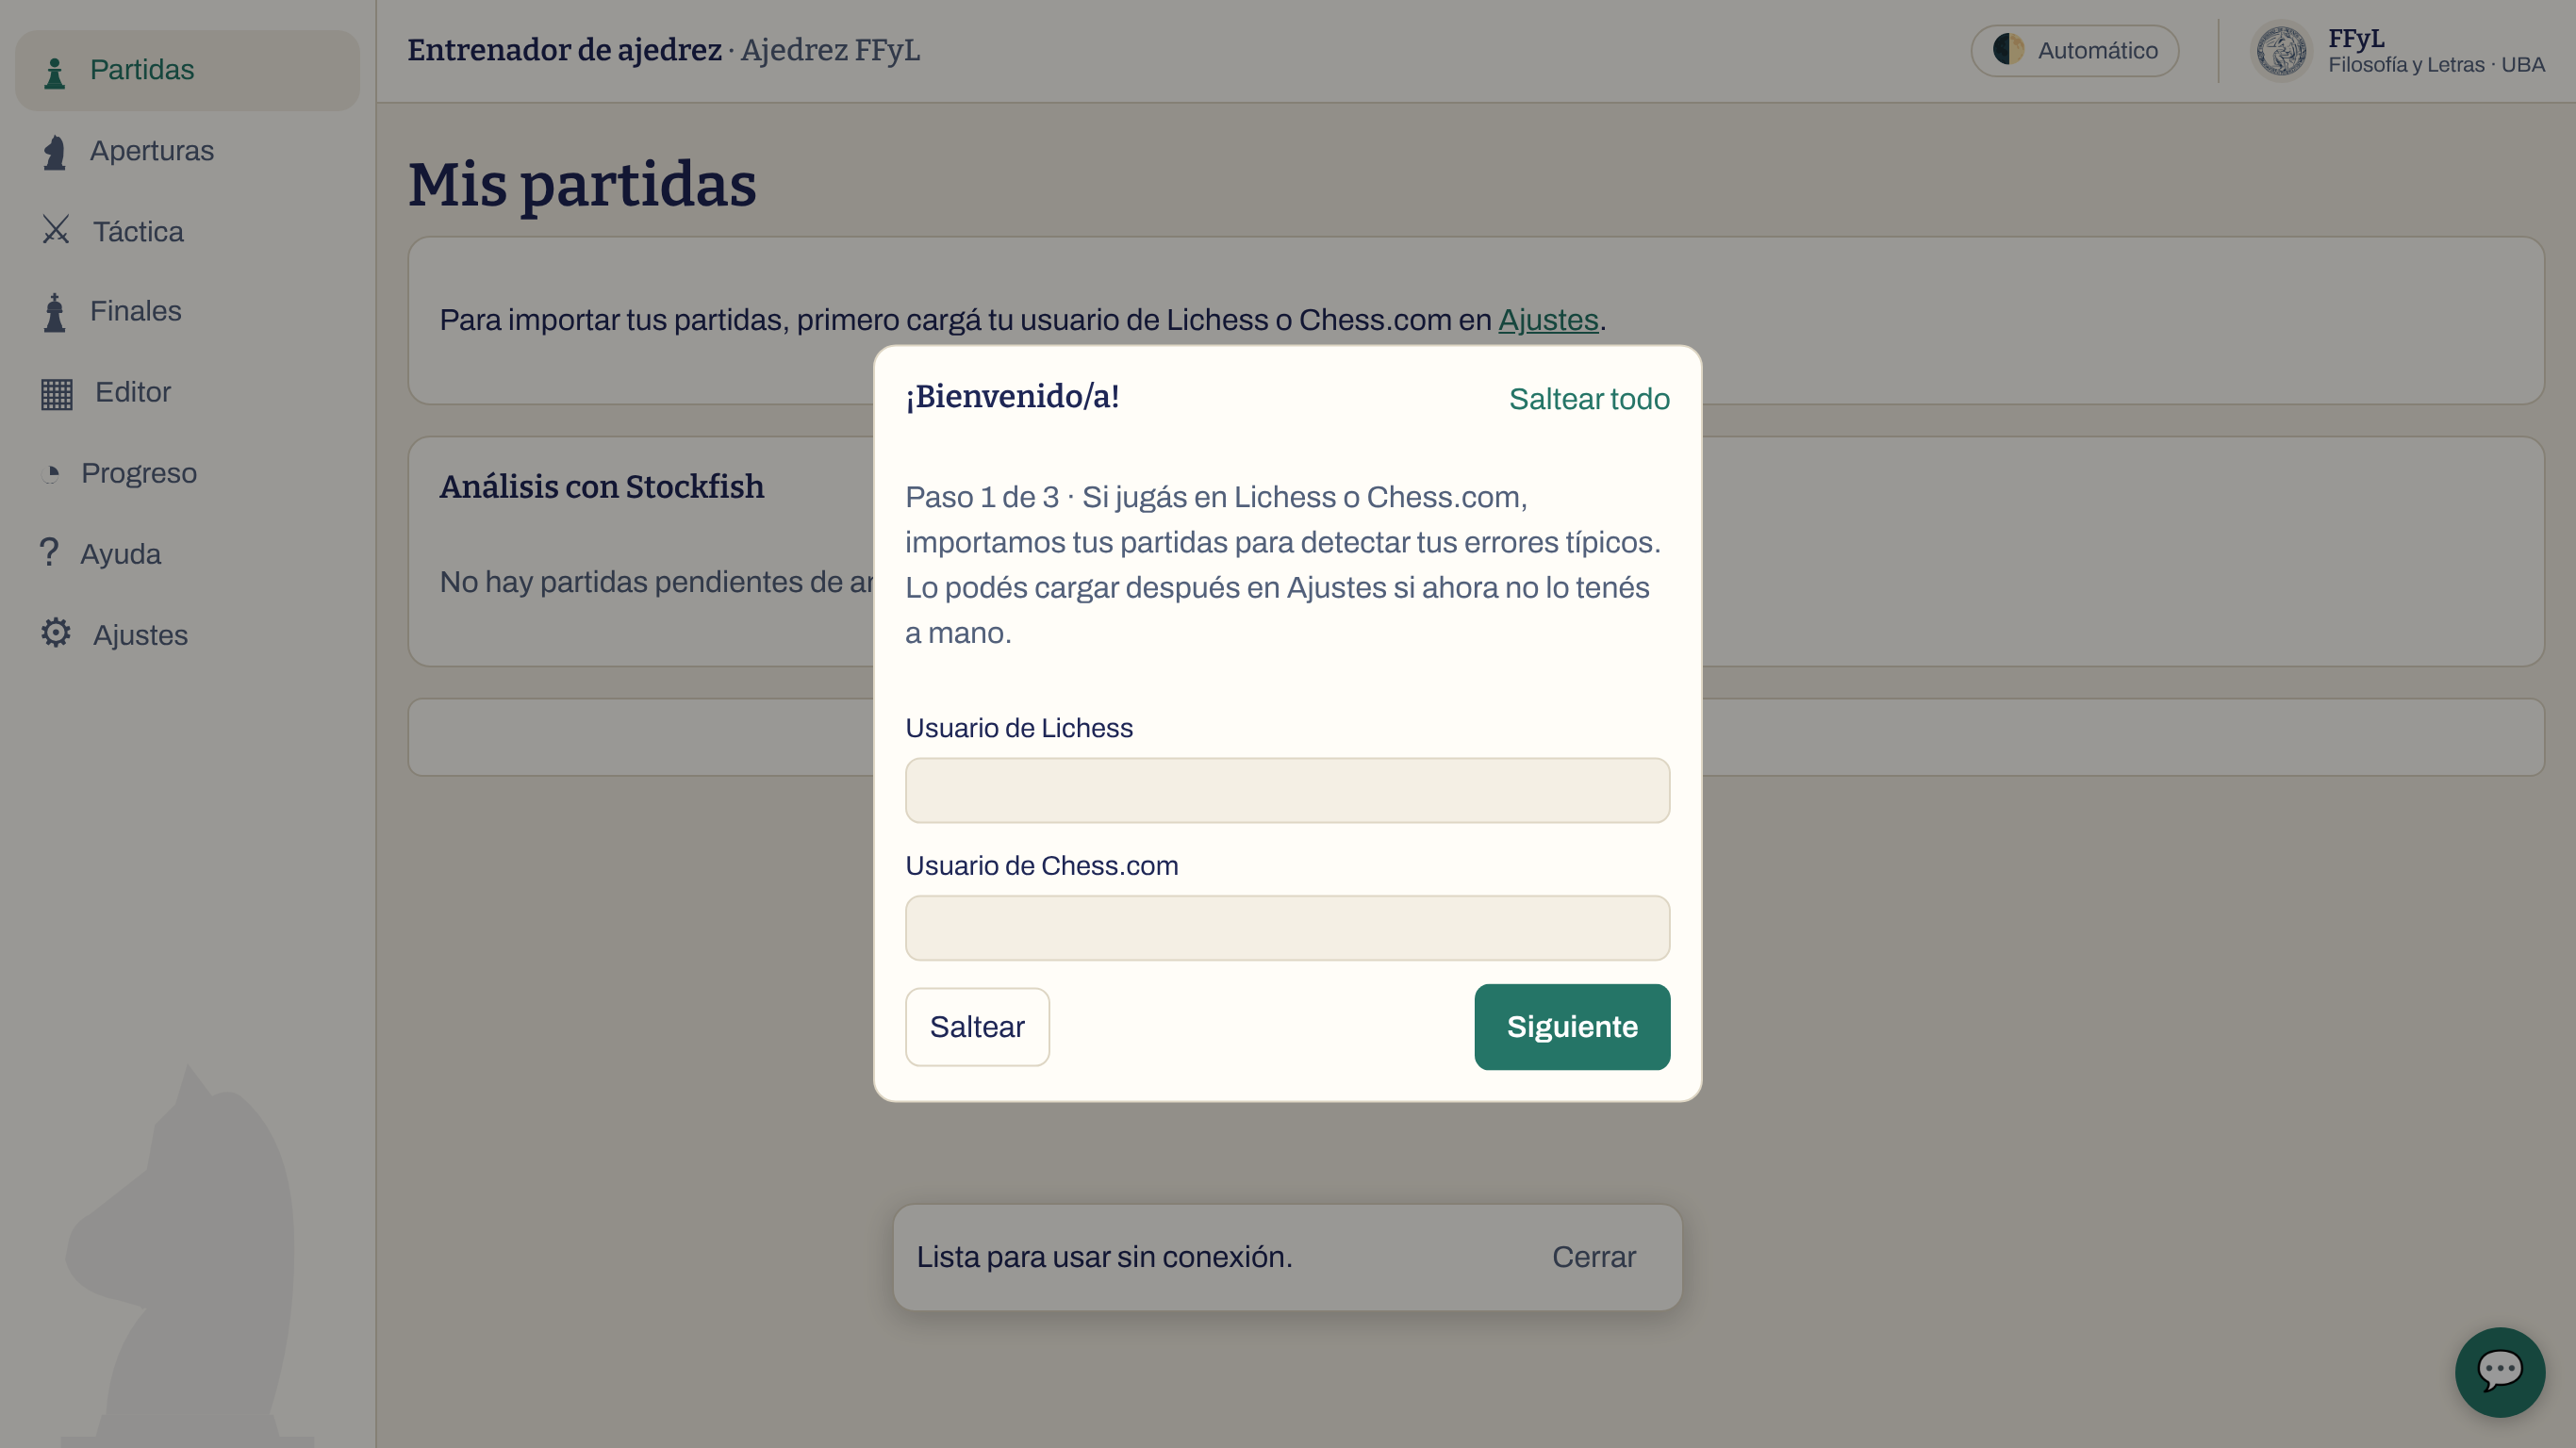 Partidas
Aperturas
Táctica
Finales
Editor
Progreso
? Ayuda
Ajustes
Entrenador de ajedrez · Ajedrez FFyL
Automático
FFyL
Filosofía y Letras · UBA
Mis partidas
Para importar tus partidas, primero cargá tu usuario de Lichess o Chess.com en Ajustes.
Análisis con Stockfish
No hay partidas pendientes de
¡Bienvenido/a!
Saltear todo
Paso 1 de 3 · Si jugás en Lichess o Chess.com,
importamos tus partidas para detectar tus errores típicos.
Lo podés cargar después en Ajustes si ahora no lo tenés
a mano.
Usuario de Lichess
Usuario de Chess.com
Saltear
Siguiente
Lista para usar sin conexión.
Cerrar